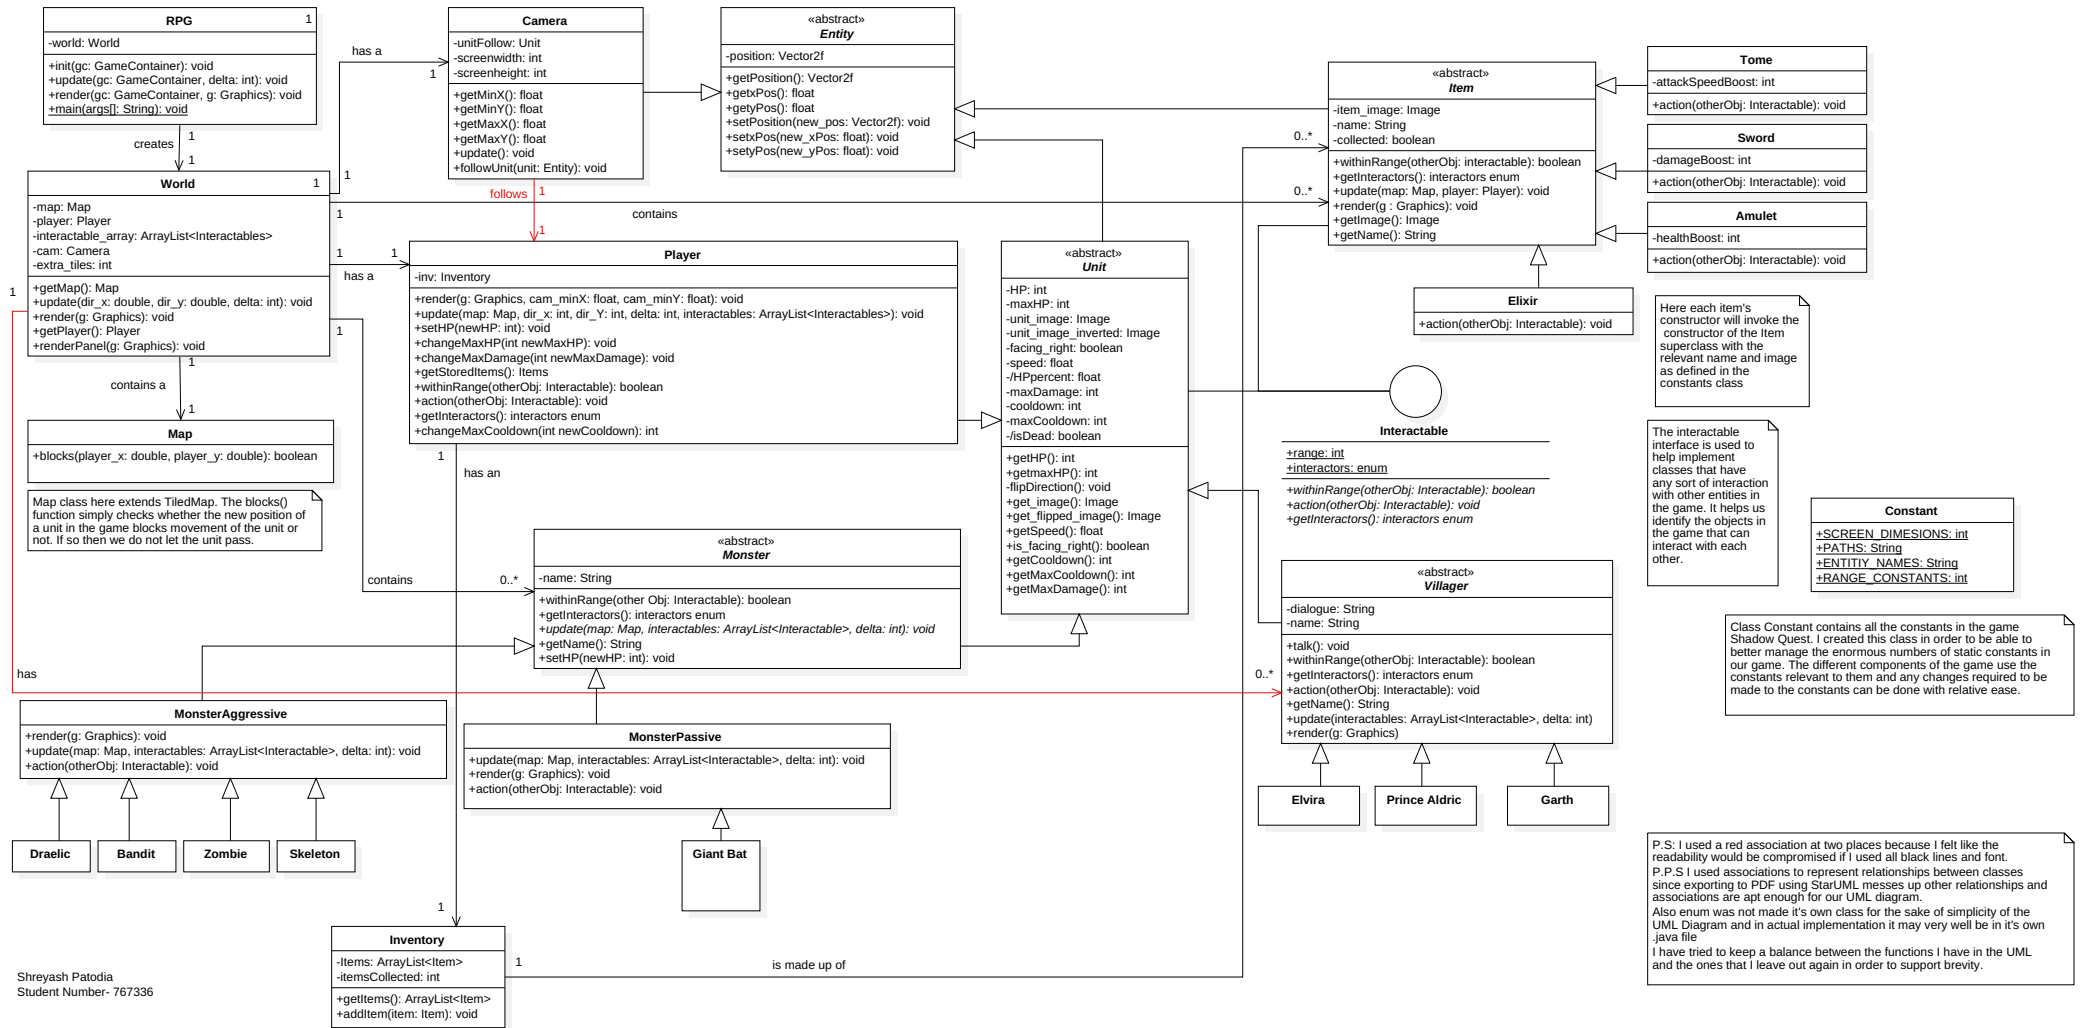 RPG
1
-world: World
+init(gc: GameContainer): void
+update(gc: GameContainer, delta: int): void
+render(gc: GameContainer, g: Graphics): void
+main(args[]: String): void
1
creates
1
World
1
-map: Map
-player: Player
-interactable_array: ArrayList<Interactables>
-cam: Camera
-extra_tiles: int
+getMap(): Map
+update(dir_x: double, dir_y: double, delta: int): void
+render(g: Graphics): void
+getPlayer(): Player
+renderPanel(g: Graphics): void
has a
1
1
1
contains
0..*
1
1
has a
1
1
1
contains a
1
Map
+blocks(player_x: double, player_y: double): boolean
Map class here extends TiledMap. The blocks()
function simply checks whether the new position of
a unit in the game blocks movement of the unit or
not. If so then we do not let the unit pass.
Camera
-unitFollow: Unit
-screenwidth: int
-screenheight: int
+getMinX(): float
+getMinY(): float
+getMaxX(): float
+getMaxY(): float
+update(): void
+followUnit(unit: Entity): void
follows
1
1
«abstract»
Entity
-position: Vector2f
+getPosition(): Vector2f
+getxPos(): float
+getyPos(): float
+setPosition(new_pos: Vector2f): void
+setxPos(new_xPos: float): void
+setyPos(new_yPos: float): void
Player
-inv: Inventory
+render(g: Graphics, cam_minX: float, cam_minY: float): void
+update(map: Map, dir_x: int, dir_Y: int, delta: int, interactables: ArrayList<Interactables>): void
+setHP(newHP: int): void
+changeMaxHP(int newMaxHP): void
+changeMaxDamage(int newMaxDamage): void
+getStoredItems(): Items
+withinRange(otherObj: Interactable): boolean
+action(otherObj: Interactable): void
+getInteractors(): interactors enum
+changeMaxCooldown(int newCooldown): int
1
has an
1
«abstract»
Unit
-HP: int
-maxHP: int
-unit_image: Image
-unit_image_inverted: Image
-facing_right: boolean
-speed: float
-/HPpercent: float
-maxDamage: int
-cooldown: int
-maxCooldown: int
-/isDead: boolean
+getHP(): int
+getmaxHP(): int
-flipDirection(): void
+get_image(): Image
+get_flipped_image(): Image
+getSpeed(): float
+is_facing_right(): boolean
+getCooldown(): int
+getMaxCooldown(): int
+getMaxDamage(): int
«abstract»
Item
-item_image: Image
-name: String
-collected: boolean
+withinRange(otherObj: interactable): boolean
+getInteractors(): interactors enum
+update(map: Map, player: Player): void
+render(g : Graphics): void
+getImage(): Image
+getName(): String
0..*
Tome
-attackSpeedBoost: int
+action(otherObj: Interactable): void
Sword
-damageBoost: int
+action(otherObj: Interactable): void
Amulet
-healthBoost: int
+action(otherObj: Interactable): void
Elixir
+action(otherObj: Interactable): void
Here each item's
constructor will invoke the
constructor of the Item
superclass with the
relevant name and image
as defined in the
constants class
Interactable
+range: int
+interactors: enum
+withinRange(otherObj: Interactable): boolean
+action(otherObj: Interactable): void
+getInteractors(): interactors enum
The interactable
interface is used to
help implement
classes that have
any sort of interaction
with other entities in
the game. It helps us
identify the objects in
the game that can
interact with each
other.
Constant
+SCREEN_DIMESIONS: int
+PATHS: String
+ENTITIY_NAMES: String
+RANGE_CONSTANTS: int
Class Constant contains all the constants in the game
Shadow Quest. I created this class in order to be able to
better manage the enormous numbers of static constants in
our game. The different components of the game use the
constants relevant to them and any changes required to be
made to the constants can be done with relative ease.
contains
0..*
«abstract»
Monster
-name: String
+withinRange(other Obj: Interactable): boolean
+getInteractors(): interactors enum
+update(map: Map, interactables: ArrayList<Interactable>, delta: int): void
+getName(): String
+setHP(newHP: int): void
«abstract»
Villager
-dialogue: String
-name: String
+talk(): void
+withinRange(otherObj: Interactable): boolean
+getInteractors(): interactors enum
+action(otherObj: Interactable): void
+getName(): String
+update(interactables: ArrayList<Interactable>, delta: int)
+render(g: Graphics)
has
0..*
MonsterAggressive
+render(g: Graphics): void
+update(map: Map, interactables: ArrayList<Interactable>, delta: int): void
+action(otherObj: Interactable): void
MonsterPassive
+update(map: Map, interactables: ArrayList<Interactable>, delta: int): void
+render(g: Graphics): void
+action(otherObj: Interactable): void
Draelic
Bandit
Zombie
Skeleton
Giant Bat
Elvira
Prince Aldric
Garth
Inventory
-Items: ArrayList<Item>
-itemsCollected: int
+getItems(): ArrayList<Item>
+addItem(item: Item): void
1
is made up of
P.S: I used a red association at two places because I felt like the
readability would be compromised if I used all black lines and font.
P.P.S I used associations to represent relationships between classes
since exporting to PDF using StarUML messes up other relationships and
associations are apt enough for our UML diagram.
Also enum was not made it's own class for the sake of simplicity of the
UML Diagram and in actual implementation it may very well be in it's own
.java file
I have tried to keep a balance between the functions I have in the UML
and the ones that I leave out again in order to support brevity.
Shreyash Patodia
Student Number- 767336